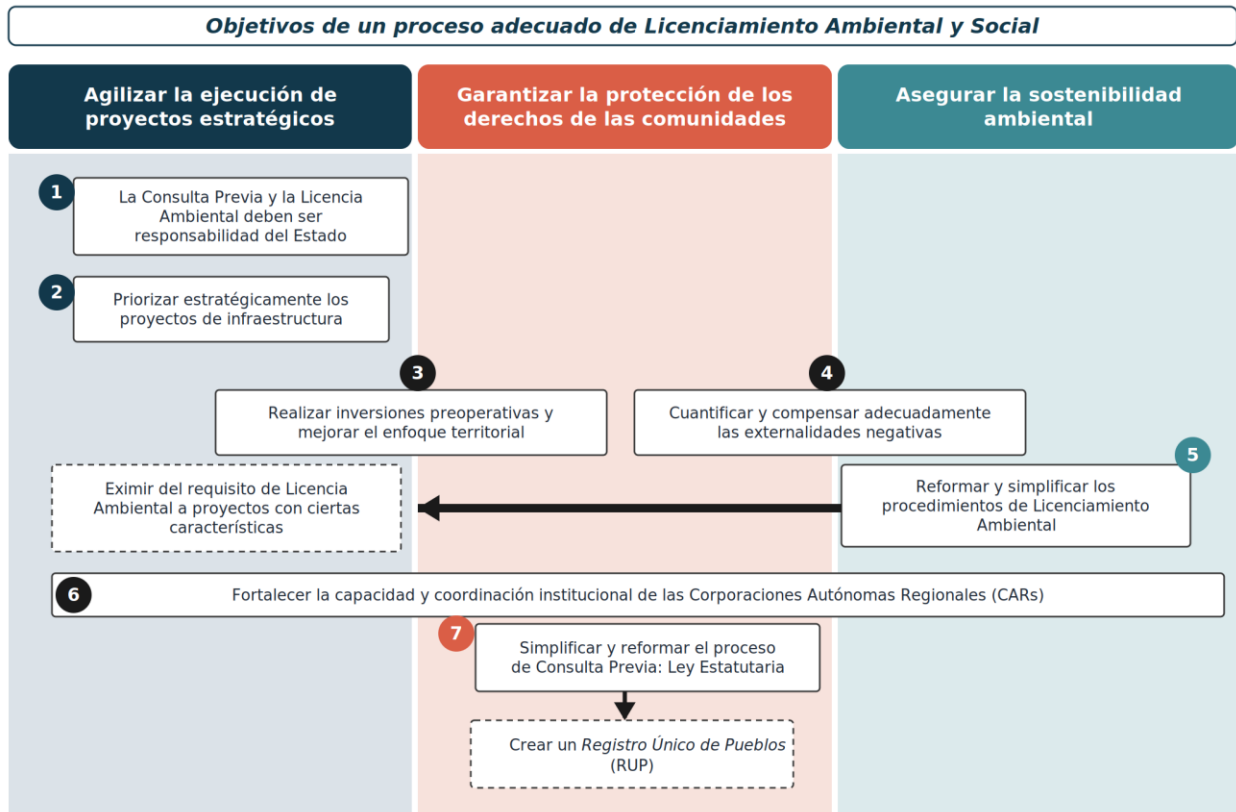 Objetivos de un proceso adecuado de Licenciamiento Ambiental y Social
Agilizar la ejecución de
proyectos estratégicos
Garantizar la protección de los
derechos de las comunidades
Asegurar la sostenibilidad
ambiental
1
La Consulta Previa y la Licencia
Ambiental deben ser
responsabilidad del Estado
2
Priorizar estratégicamente los
proyectos de infraestructura
3
Realizar inversiones preoperativas y
mejorar el enfoque territorial
4
Cuantificar y compensar adecuadamente
las externalidades negativas
5
Reformar y simplificar los
procedimientos de Licenciamiento
Ambiental
Eximir del requisito de Licencia
Ambiental a proyectos con ciertas
características
6
Fortalecer la capacidad y coordinación institucional de las Corporaciones Autónomas Regionales (CARs)
7
Simplificar y reformar el proceso
de Consulta Previa: Ley Estatutaria
Crear un Registro Único de Pueblos
(RUP)